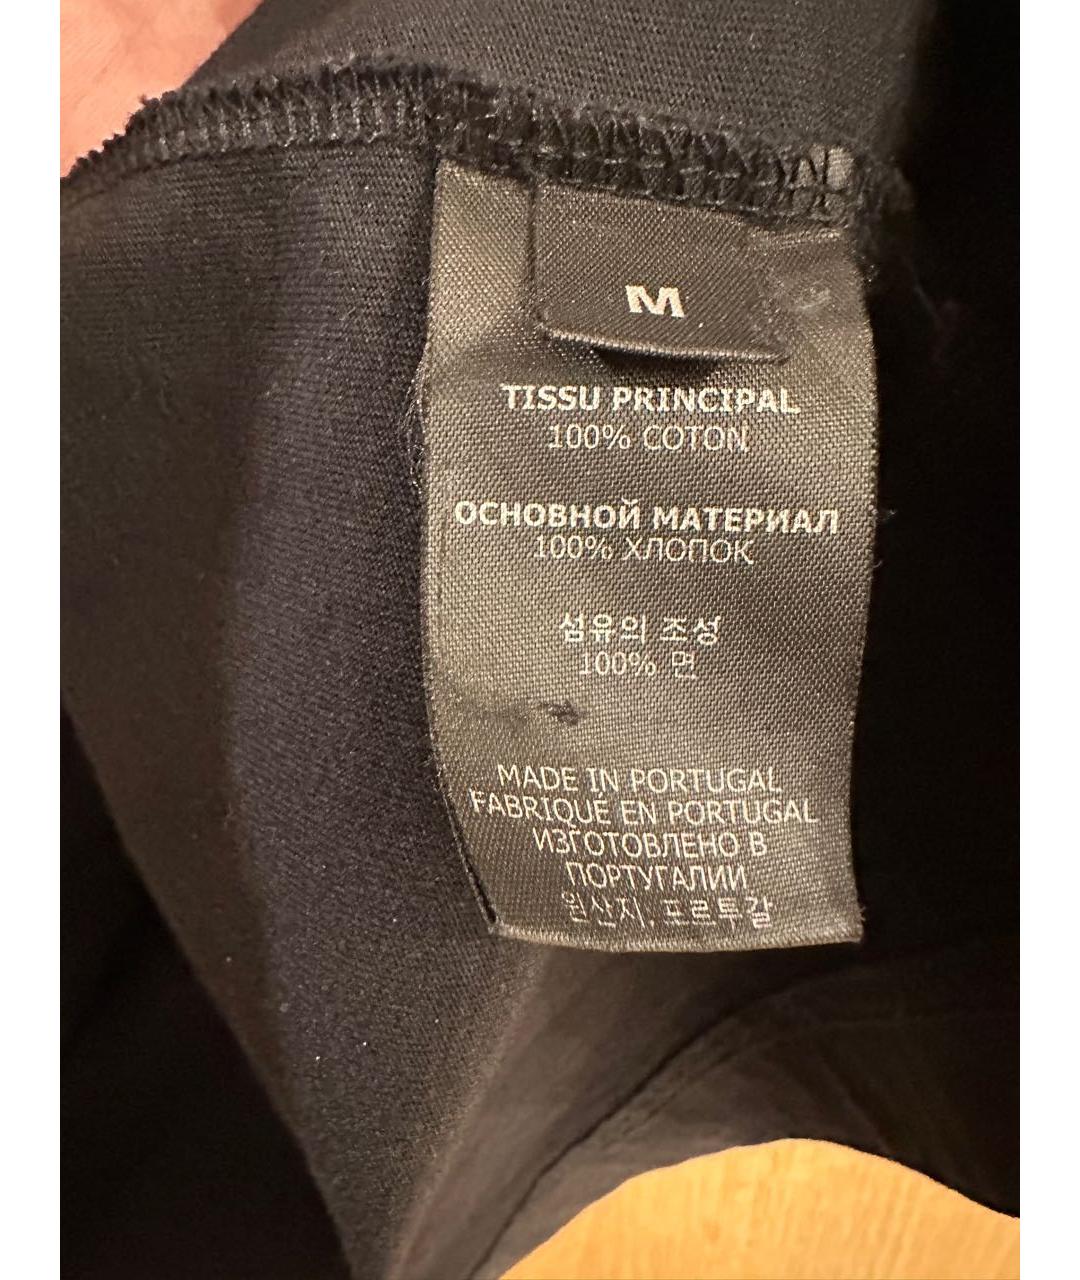 M
TISSU PRINCIPAL
100% COTON
ОСНОВНОЙ МАТЕРИАЛ
100% ХЛОПОК
섬유의 조성
100% 면
MADE IN PORTUGAL
FABRIQUÉ EN PORTUGAL
ИЗГОТОВЛЕНО В
ПОРТУГАЛИИ
원산지. 포르투갈